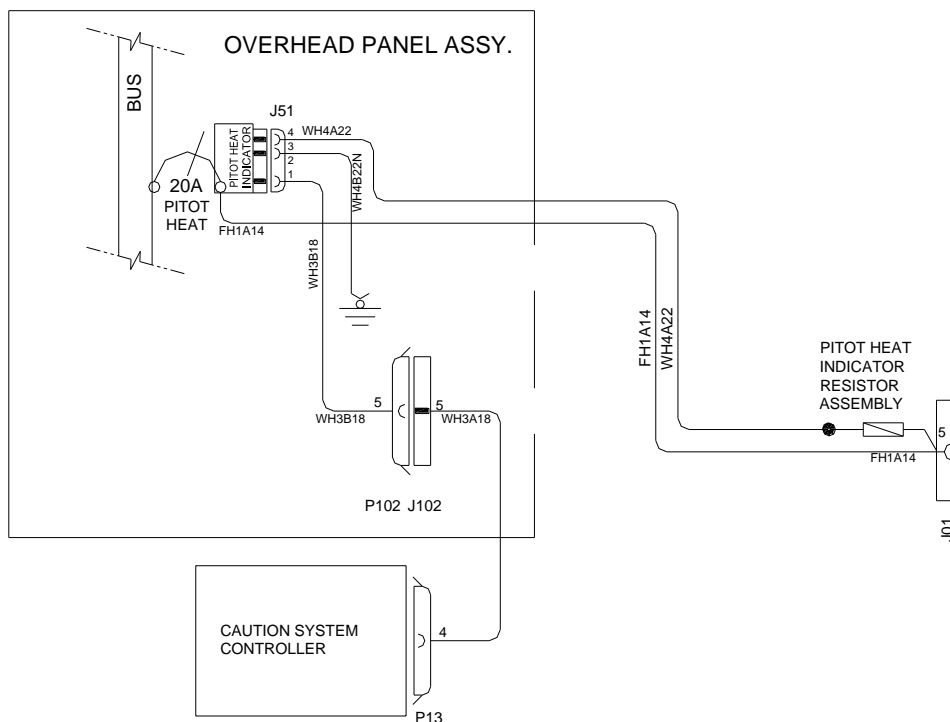 OVERHEAD PANEL ASSY.
BUS
J51
PITOT HEAT
INDICATOR
4
3
2
1
WH4A22
WH4B22N
20A
PITOT
HEAT
FH1A14
WH3B18
FH1A14
WH4A22
PITOT HEAT
INDICATOR
RESISTOR
ASSEMBLY
5
FH1A14
J01
5
WH3B18
5
WH3A18
P102 J102
CAUTION SYSTEM
CONTROLLER
4
P13